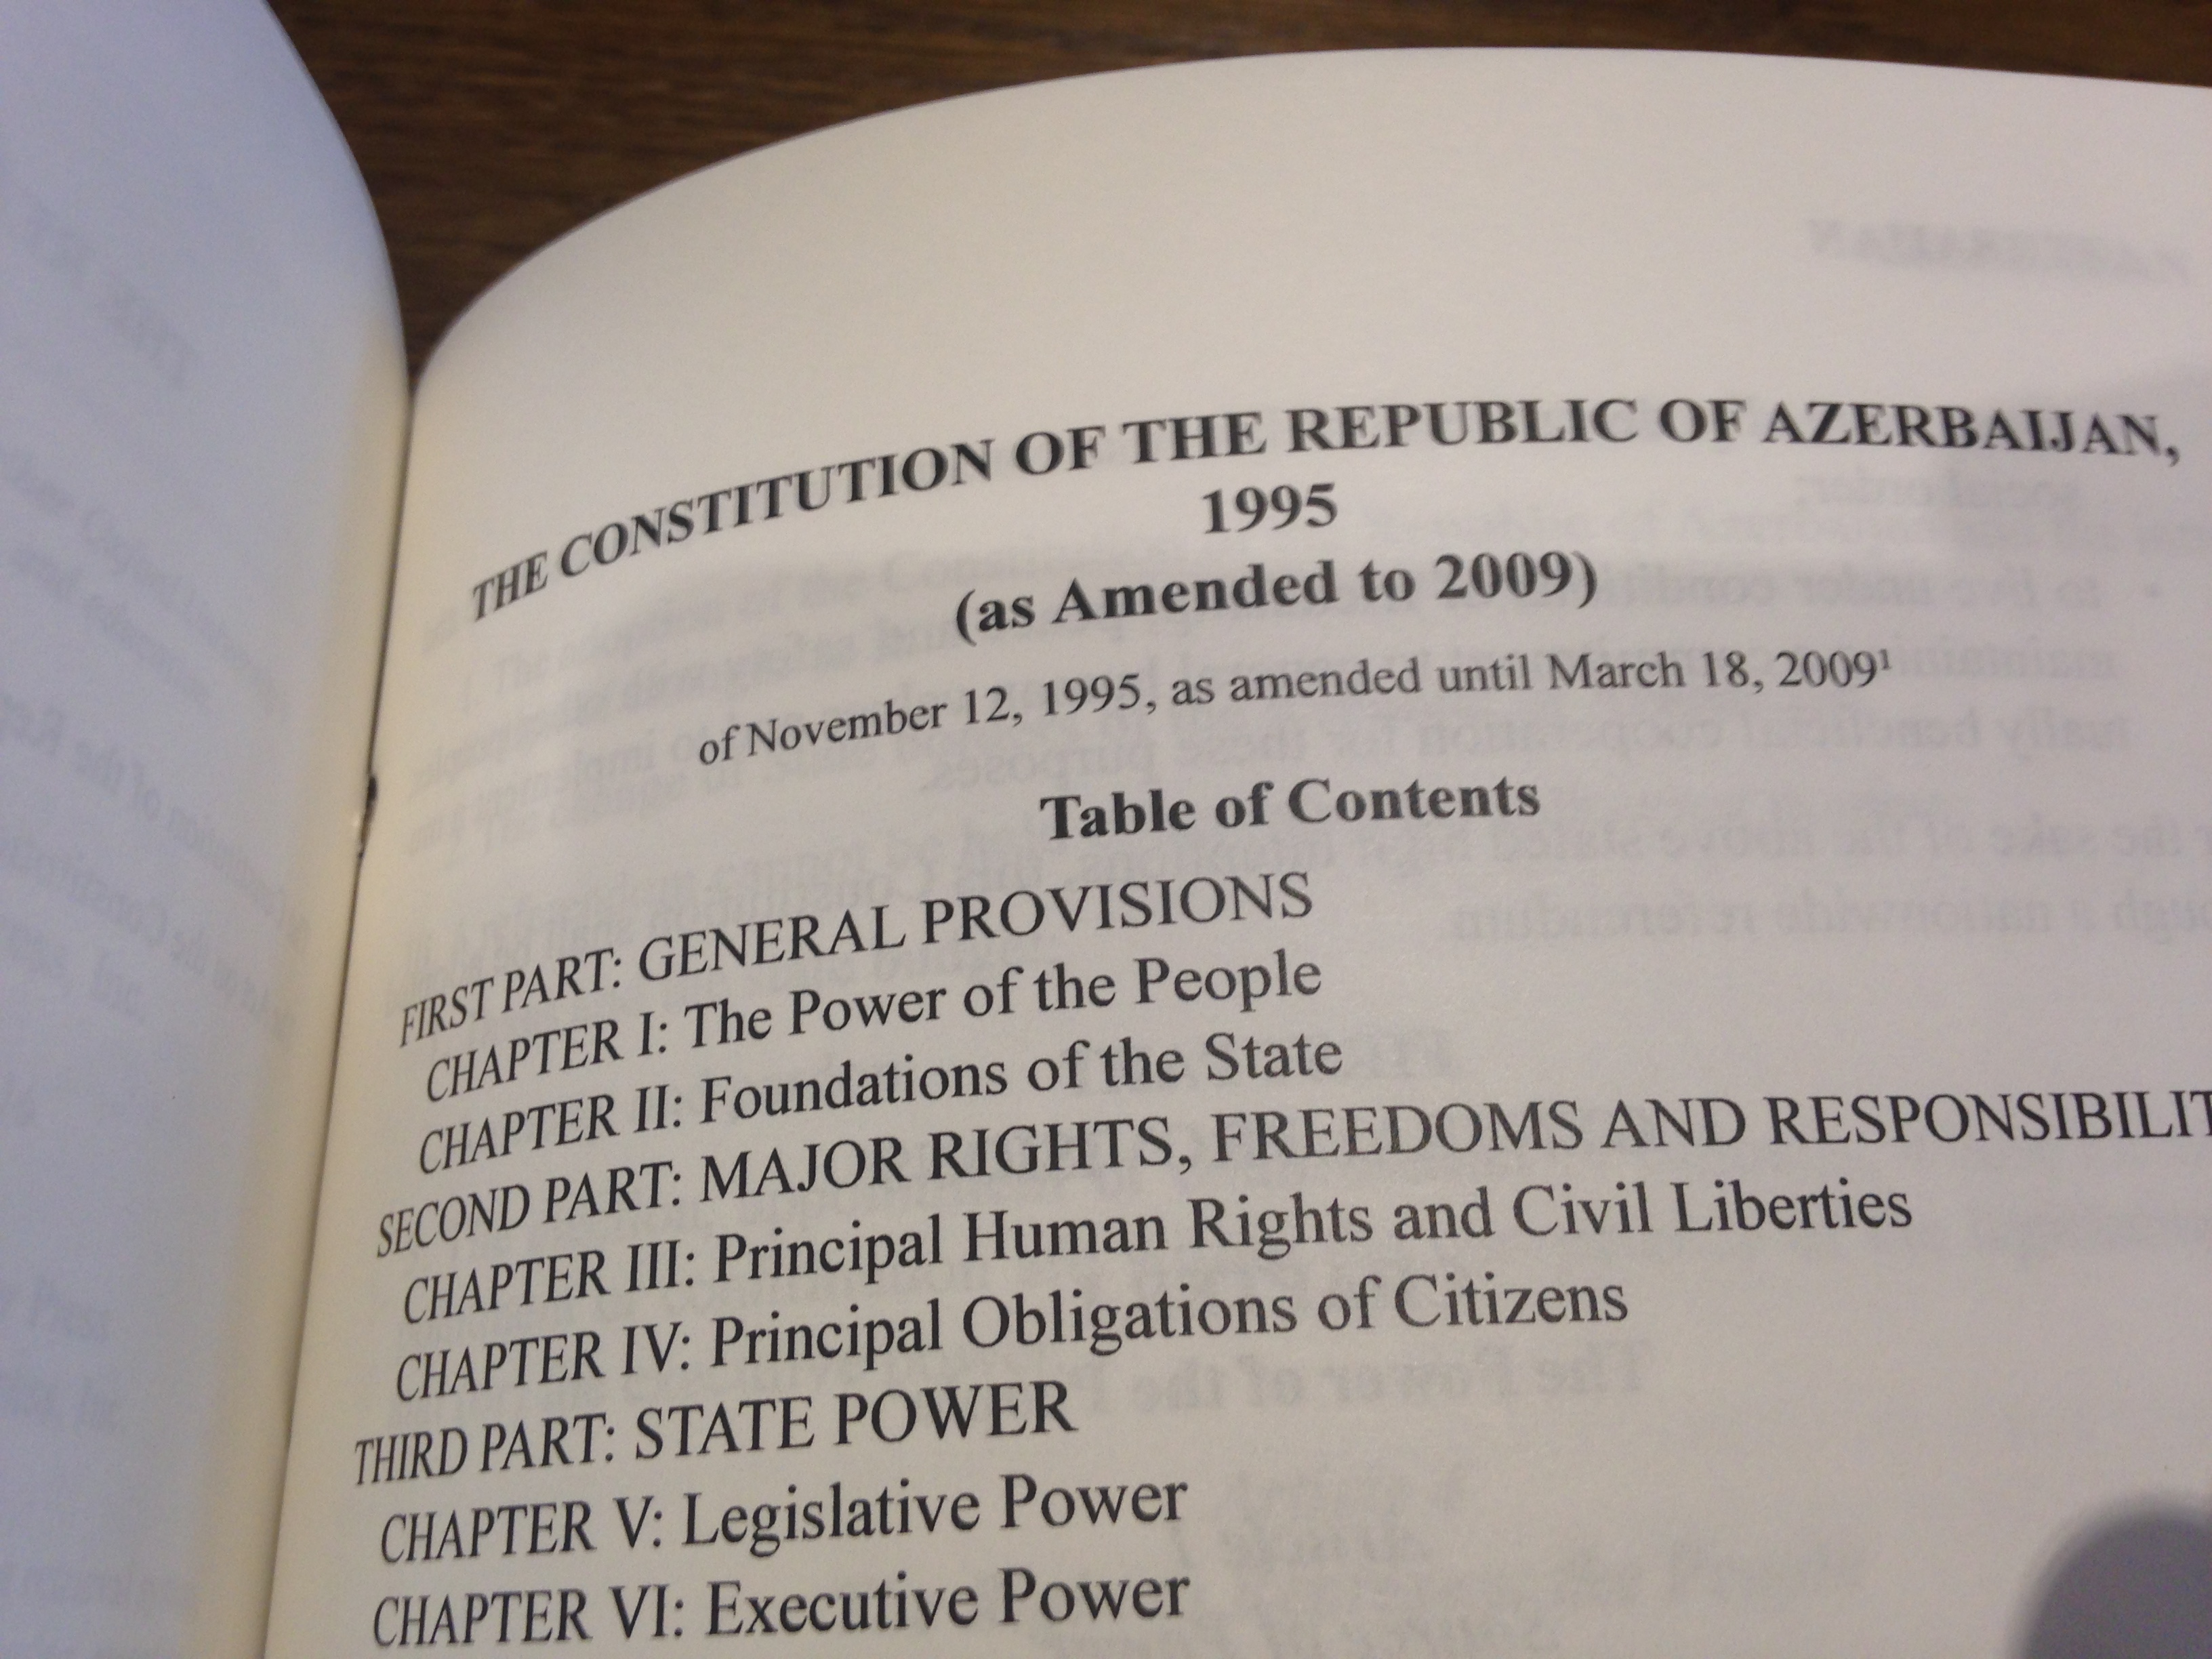 THE CONSTITUTION OF THE REPUBLIC OF AZERBAIJAN,
1995
(as Amended to 2009)
of November 12, 1995, as amended until March 18, 2009¹
Table of Contents
FIRST PART: GENERAL PROVISIONS
CHAPTER I: The Power of the People
CHAPTER II: Foundations of the State
SECOND PART: MAJOR RIGHTS, FREEDOMS AND RESPONSIBILIT
CHAPTER III: Principal Human Rights and Civil Liberties
CHAPTER IV: Principal Obligations of Citizens
THIRD PART: STATE POWER
CHAPTER V: Legislative Power
CHAPTER VI: Executive Power